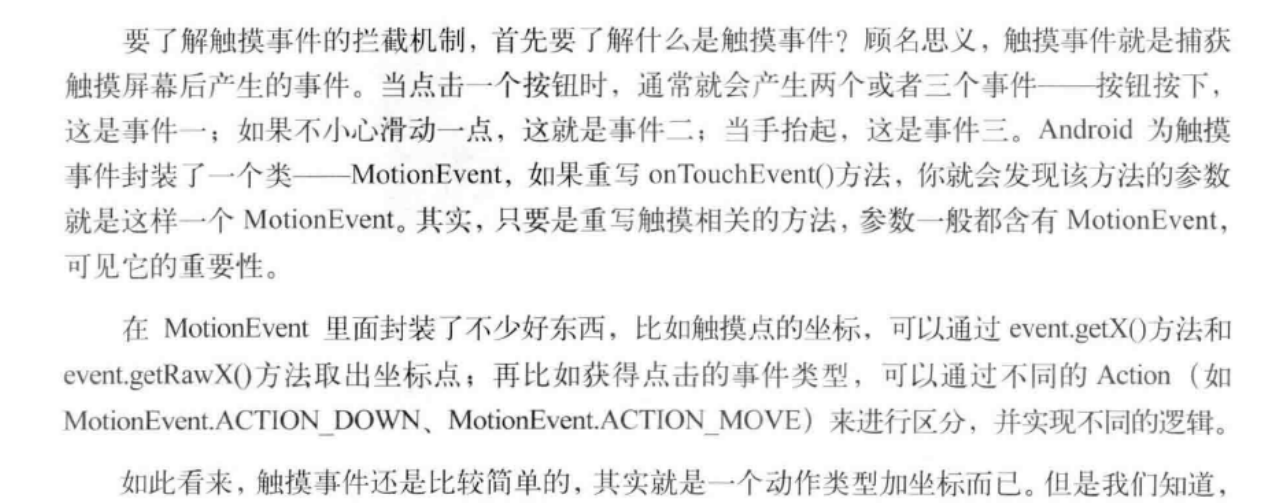 要了解触摸事件的拦截机制，首先要了解什么是触摸事件？顾名思义，触摸事件就是捕获
触摸屏幕后产生的事件。当点击一个按钮时，通常就会产生两个或者三个事件——按钮按下，
这是事件一；如果不小心滑动一点，这就是事件二；当手抬起，这是事件三。Android 为触摸
事件封装了一个类——MotionEvent，如果重写 onTouchEvent()方法，你就会发现该方法的参数
就是这样一个 MotionEvent。其实，只要是重写触摸相关的方法，参数一般都含有 MotionEvent，
可见它的重要性。
在 MotionEvent 里面封装了不少好东西，比如触摸点的坐标，可以通过 event.getX()方法和
event.getRawX()方法取出坐标点；再比如获得点击的事件类型，可以通过不同的 Action（如
MotionEvent.ACTION_DOWN、MotionEvent.ACTION_MOVE）来进行区分，并实现不同的逻辑。
如此看来，触摸事件还是比较简单的，其实就是一个动作类型加坐标而已。但是我们知道，